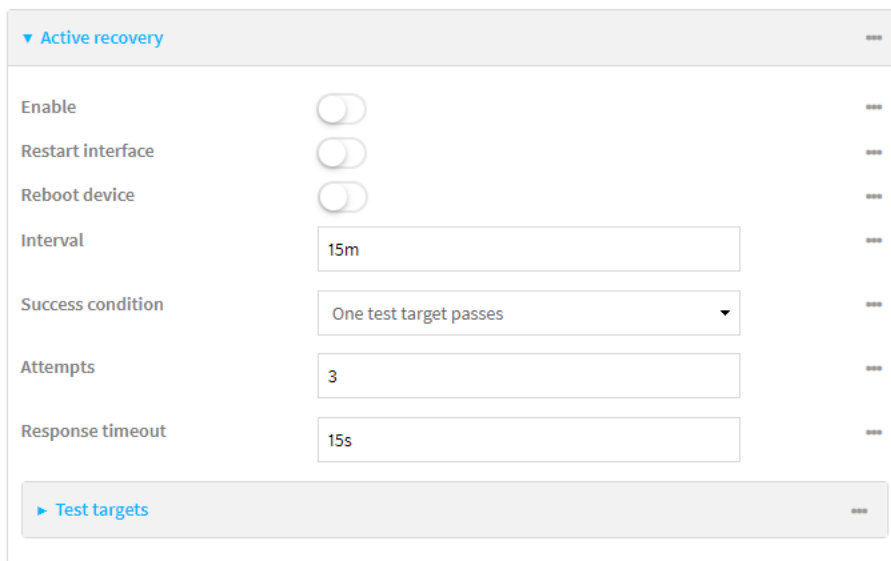 Active recovery
Enable
Restart interface
Reboot device
Interval
15m
Success condition
One test target passes
Attempts
3
Response timeout
15s
Test targets